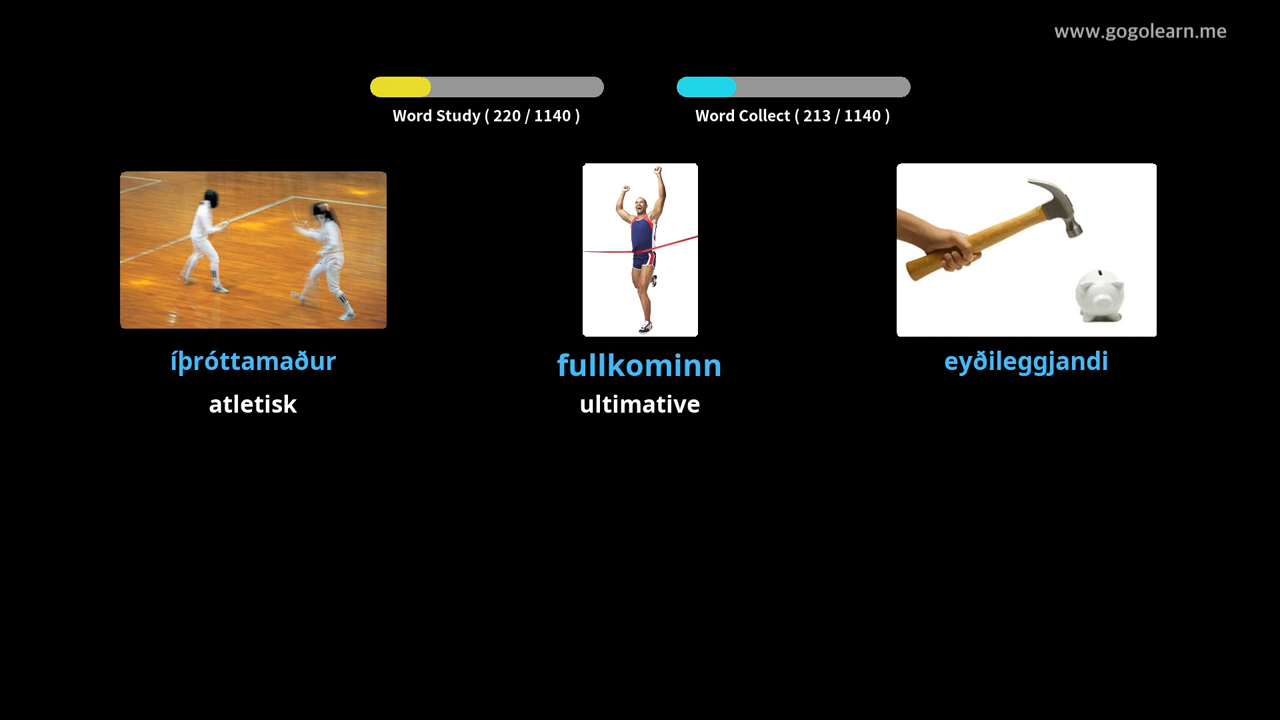 www.gogolearn.me
Word Study ( 220 / 1140 )
Word Collect ( 213 / 1140 )
íþróttamaður
fullkominn
eyðileggjandi
atletisk
ultimative